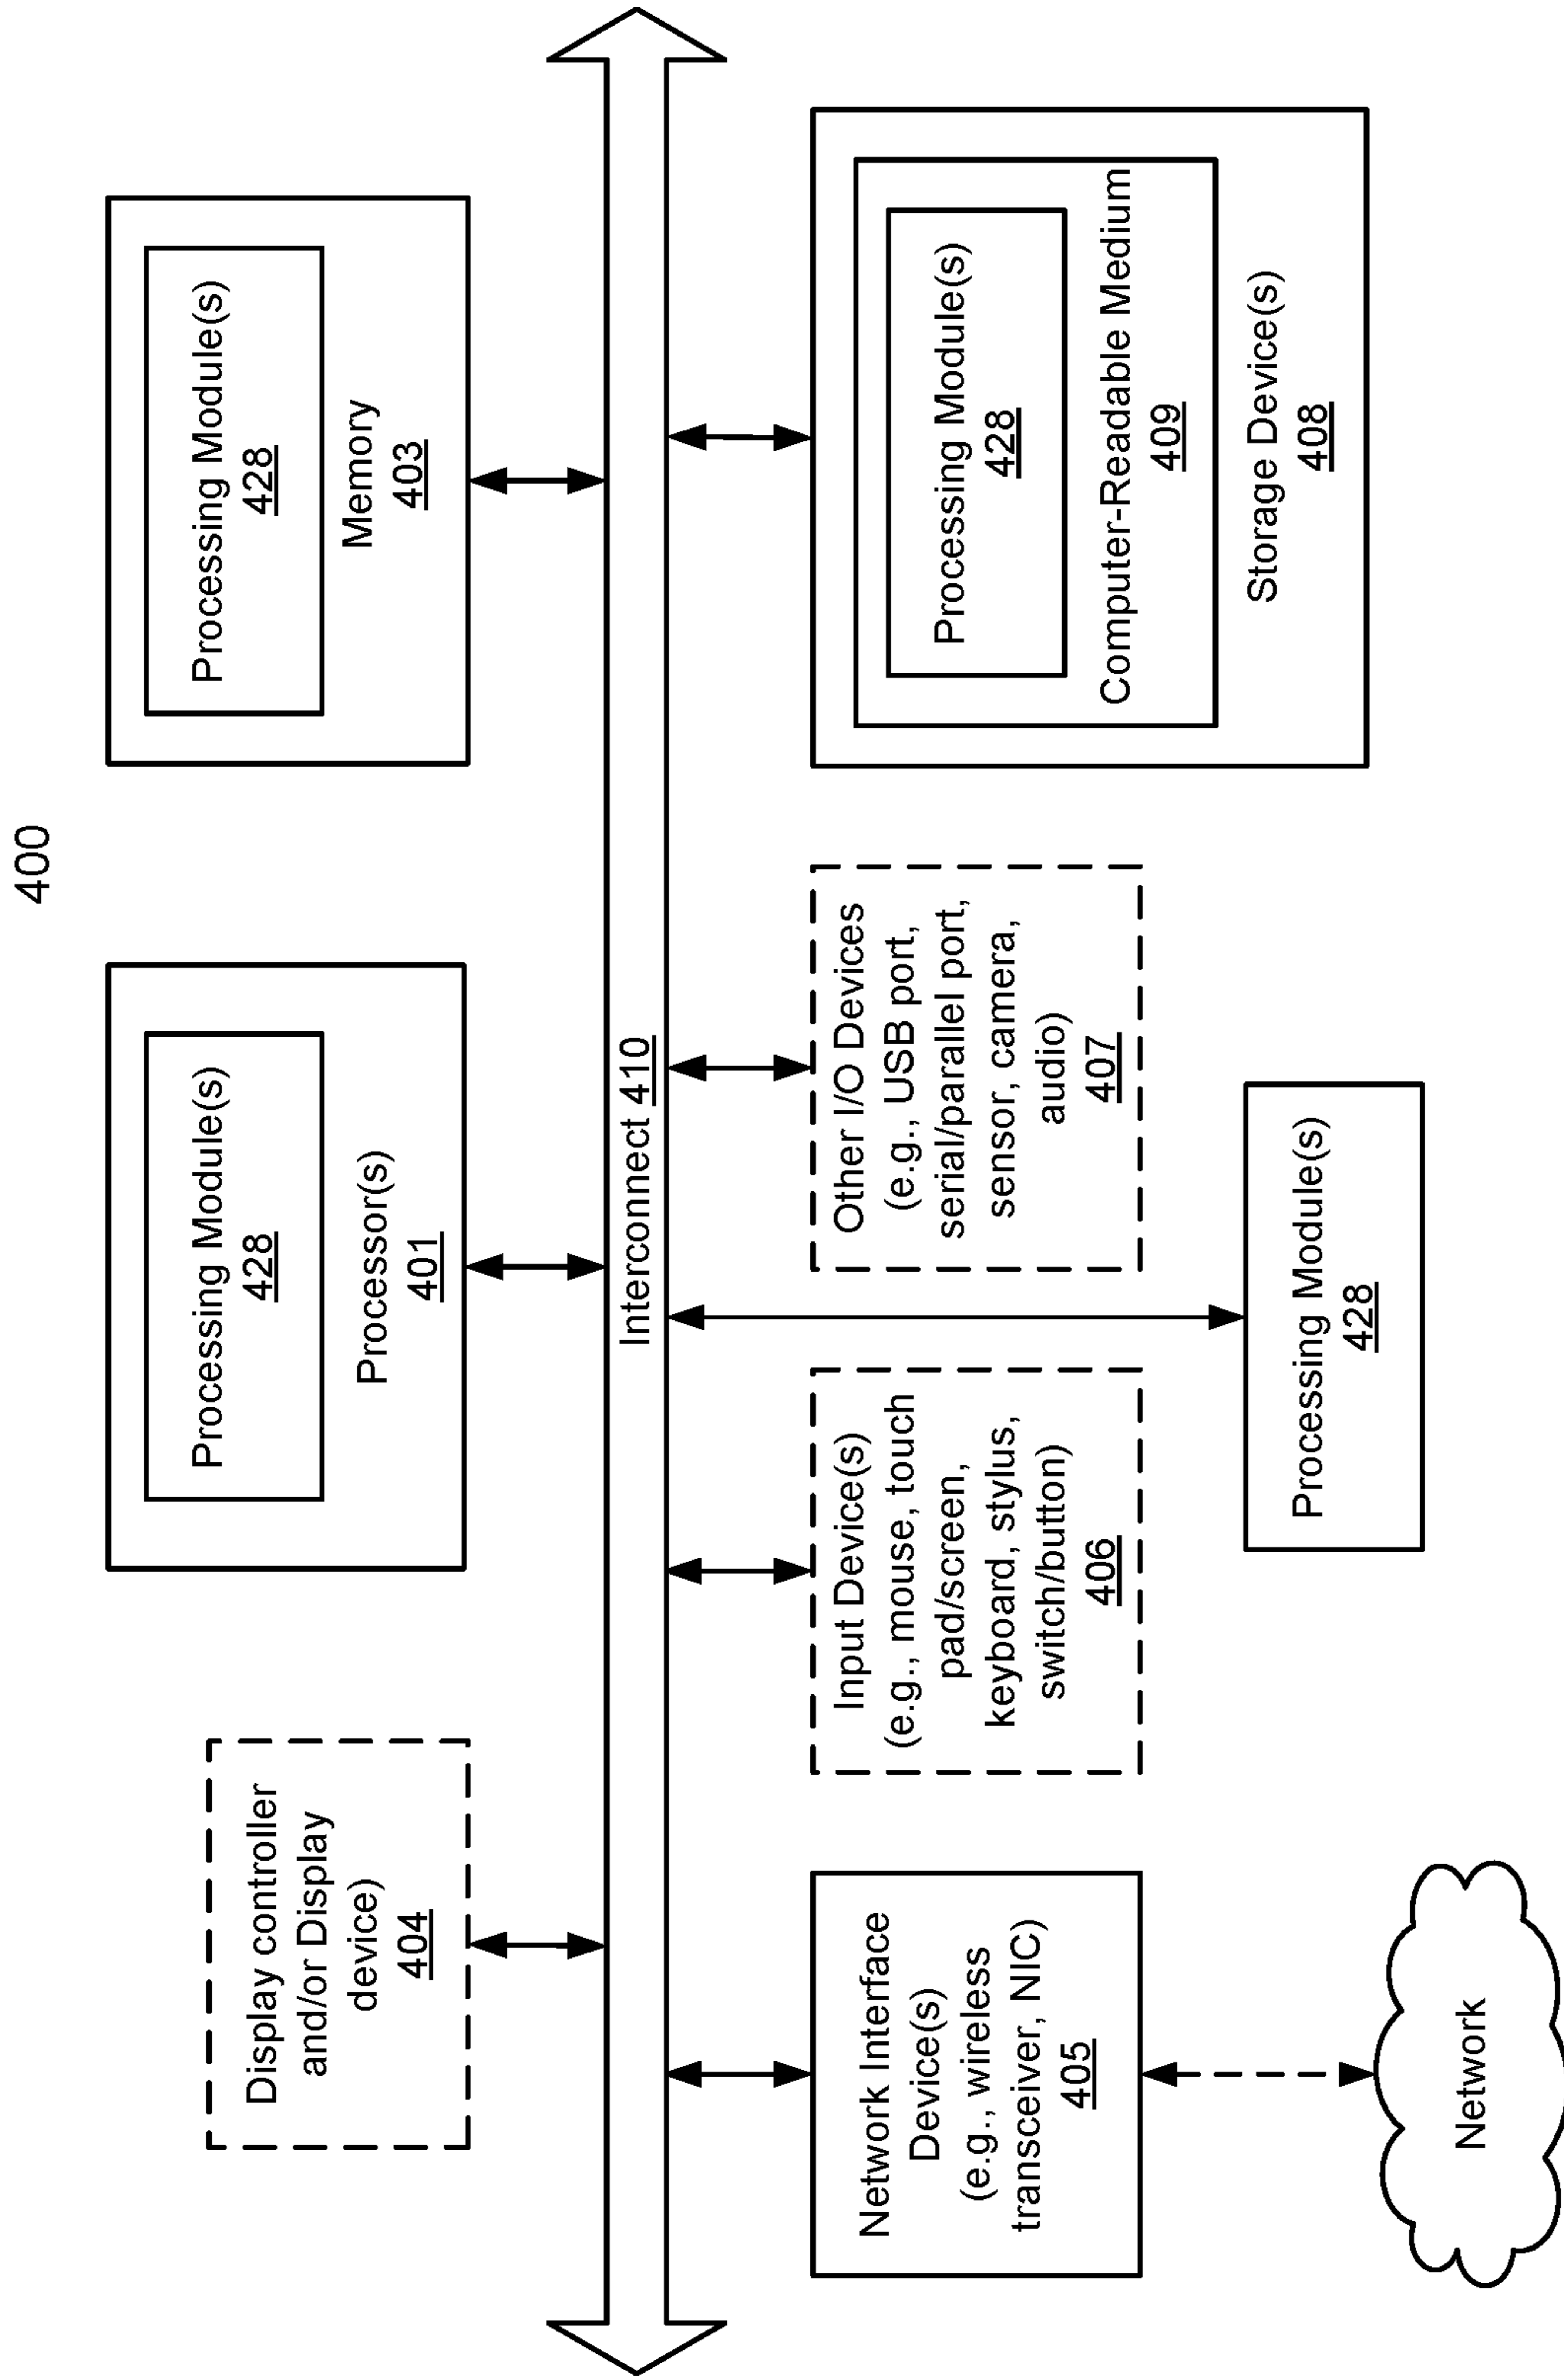 400
Display controller
and/or Display
device)
404
Processing Module(s)
428
Processor(s)
401
Processing Module(s)
428
Memory
403
Interconnect 410
Network Interface
Device(s)
(e.g., wireless
transceiver, NIC)
405
Input Device(s)
(e.g., mouse, touch
pad/screen,
keyboard, stylus,
switch/button)
406
Other I/O Devices
(e.g., USB port,
serial/parallel port,
sensor, camera,
audio)
407
Processing Module(s)
428
Computer-Readable Medium
409
Storage Device(s)
408
Processing Module(s)
428
Network